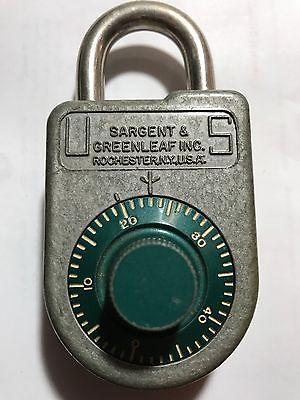 U S
SARGENT &
GREENLEAF INC.
ROCHESTER,N.Y.,U.S.A.
20
30
10
40
0